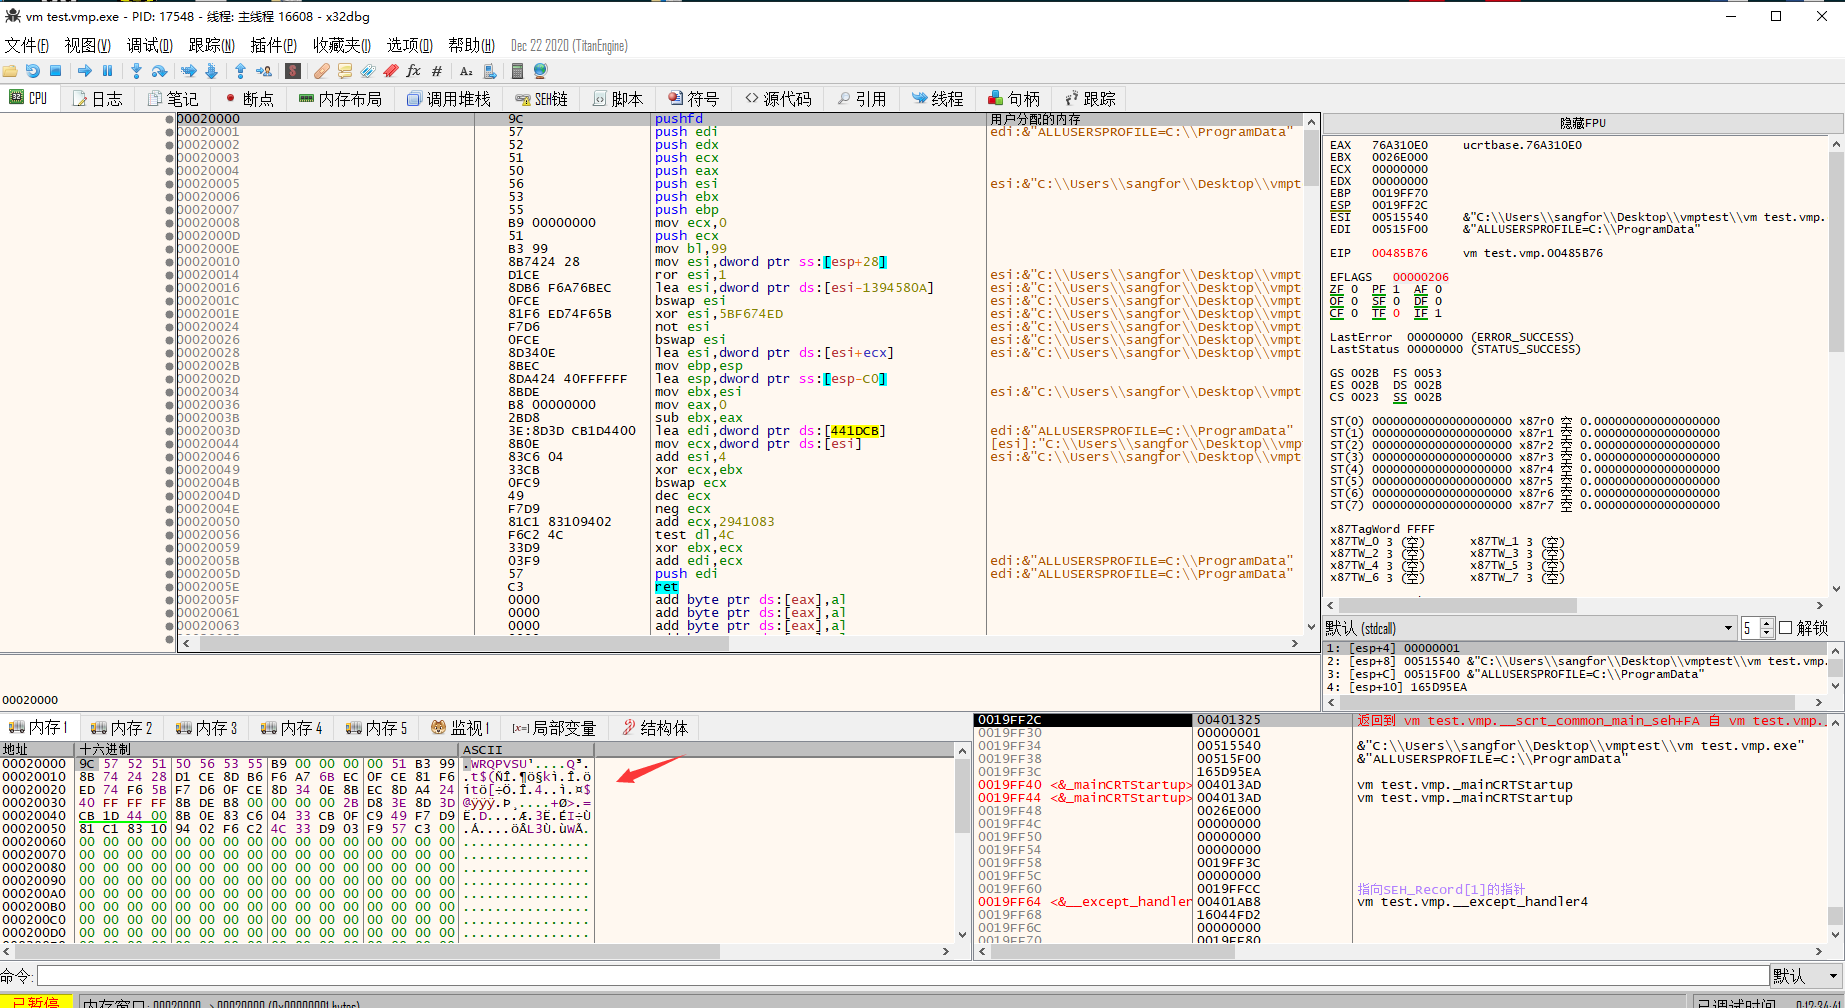 vm test.vmp.exe - PID: 17548 - 线程: 主线程 16608 - x32dbg
文件(F) 视图(V) 调试(D) 跟踪(N) 插件(P) 收藏夹(I) 选项(O) 帮助(H) Dec 22 2020 (TitanEngine)
CPU 日志 笔记 断点 内存布局 调用堆栈 SEH链 脚本 符号 源代码 引用 线程 句柄 跟踪
00020000 9C pushfd 用户分配的内存
00020001 57 push edi edi:&"ALLUSERSPROFILE=C:\\ProgramData"
00020002 52 push edx
00020003 51 push ecx
00020004 50 push eax
00020005 56 push esi esi:&"C:\\Users\\sangfor\\Desktop\\vmpt
00020006 53 push ebx
00020007 55 push ebp
00020008 B9 00000000 mov ecx,0
0002000D 51 push ecx
0002000E B3 99 mov bl,99
00020010 8B7424 28 mov esi,dword ptr ss:[esp+28]
00020014 D1CE ror esi,1 esi:&"C:\\Users\\sangfor\\Desktop\\vmpt
00020016 8DB6 F6A76BEC lea esi,dword ptr ds:[esi-1394580A] esi:&"C:\\Users\\sangfor\\Desktop\\vmpt
0002001C 0FCE bswap esi esi:&"C:\\Users\\sangfor\\Desktop\\vmpt
0002001E 81F6 ED74F65B xor esi,5BF674ED esi:&"C:\\Users\\sangfor\\Desktop\\vmpt
00020024 F7D6 not esi esi:&"C:\\Users\\sangfor\\Desktop\\vmpt
00020026 0FCE bswap esi esi:&"C:\\Users\\sangfor\\Desktop\\vmpt
00020028 8D340E lea esi,dword ptr ds:[esi+ecx] esi:&"C:\\Users\\sangfor\\Desktop\\vmpt
0002002B 8BEC mov ebp,esp
0002002D 8DA424 40FFFFFF lea esp,dword ptr ss:[esp-C0]
00020034 8BDE mov ebx,esi esi:&"C:\\Users\\sangfor\\Desktop\\vmpt
00020036 B8 00000000 mov eax,0
0002003B 2BD8 sub ebx,eax
0002003D 3E:8D3D CB1D4400 lea edi,dword ptr ds:[441DCB] edi:&"ALLUSERSPROFILE=C:\\ProgramData"
00020044 8B0E mov ecx,dword ptr ds:[esi] [esi]:"C:\\Users\\sangfor\\Desktop\\vmp
00020046 83C6 04 add esi,4 esi:&"C:\\Users\\sangfor\\Desktop\\vmpt
00020049 33CB xor ecx,ebx
0002004B 0FC9 bswap ecx
0002004D 49 dec ecx
0002004E F7D9 neg ecx
00020050 81C1 83109402 add ecx,2941083
00020056 F6C2 4C test dl,4C
00020059 33D9 xor ebx,ecx
0002005B 03F9 add edi,ecx edi:&"ALLUSERSPROFILE=C:\\ProgramData"
0002005D 57 push edi edi:&"ALLUSERSPROFILE=C:\\ProgramData"
0002005E C3 ret
0002005F 0000 add byte ptr ds:[eax],al
00020061 0000 add byte ptr ds:[eax],al
00020063 0000 add byte ptr ds:[eax],al
00020000
隐藏FPU
EAX 76A310E0 ucrtbase.76A310E0
EBX 0026E000
ECX 00000000
EDX 00000000
EBP 0019FF70
ESP 0019FF2C
ESI 00515540 &"C:\\Users\\sangfor\\Desktop\\vmptest\\vm test.vmp.
EDI 00515F00 &"ALLUSERSPROFILE=C:\\ProgramData"
EIP 00485B76 vm test.vmp.00485B76
EFLAGS 00000206
ZF 0 PF 1 AF 0
OF 0 SF 0 DF 0
CF 0 TF 0 IF 1
LastError 00000000 (ERROR_SUCCESS)
LastStatus 00000000 (STATUS_SUCCESS)
GS 002B FS 0053
ES 002B DS 002B
CS 0023 SS 002B
ST(0) 00000000000000000000 x87r0 空 0.000000000000000000
ST(1) 00000000000000000000 x87r1 空 0.000000000000000000
ST(2) 00000000000000000000 x87r2 空 0.000000000000000000
ST(3) 00000000000000000000 x87r3 空 0.000000000000000000
ST(4) 00000000000000000000 x87r4 空 0.000000000000000000
ST(5) 00000000000000000000 x87r5 空 0.000000000000000000
ST(6) 00000000000000000000 x87r6 空 0.000000000000000000
ST(7) 00000000000000000000 x87r7 空 0.000000000000000000
x87TagWord FFFF
x87TW_0 3 (空) x87TW_1 3 (空)
x87TW_2 3 (空) x87TW_3 3 (空)
x87TW_4 3 (空) x87TW_5 3 (空)
x87TW_6 3 (空) x87TW_7 3 (空)
默认 (stdcall) 5 解锁
1: [esp+4] 00000001
2: [esp+8] 00515540 &"C:\\Users\\sangfor\\Desktop\\vmptest\\vm test.vmp.
3: [esp+C] 00515F00 &"ALLUSERSPROFILE=C:\\ProgramData"
4: [esp+10] 165D95EA
内存1 内存2 内存3 内存4 内存5 监视1 [x=]局部变量 结构体
地址 十六进制 ASCII
00020000 9C 57 52 51 50 56 53 55 B9 00 00 00 00 51 B3 99 .WRQPVSU¹....Q³.
00020010 8B 74 24 28 D1 CE 8D B6 F6 A7 6B EC 0F CE 81 F6 .t$(ÑÎ.¶ö§kì.Î.ö
00020020 ED 74 F6 5B F7 D6 0F CE 8D 34 0E 8B EC 8D A4 24 ítö[÷Ö.Î.4..ì.¤$
00020030 40 FF FF FF 8B DE B8 00 00 00 00 2B D8 3E 8D 3D @ÿÿÿ.Þ¸....+Ø>.=
00020040 CB 1D 44 00 8B 0E 83 C6 04 33 CB 0F C9 49 F7 D9 Ë.D....Æ.3Ë.ÉI÷Ù
00020050 81 C1 83 10 94 02 F6 C2 4C 33 D9 03 F9 57 C3 00 .Á....öÂL3Ù.ùWÃ.
00020060 00 00 00 00 00 00 00 00 00 00 00 00 00 00 00 00 ................
00020070 00 00 00 00 00 00 00 00 00 00 00 00 00 00 00 00 ................
00020080 00 00 00 00 00 00 00 00 00 00 00 00 00 00 00 00 ................
00020090 00 00 00 00 00 00 00 00 00 00 00 00 00 00 00 00 ................
000200A0 00 00 00 00 00 00 00 00 00 00 00 00 00 00 00 00 ................
000200B0 00 00 00 00 00 00 00 00 00 00 00 00 00 00 00 00 ................
000200C0 00 00 00 00 00 00 00 00 00 00 00 00 00 00 00 00 ................
000200D0 00 00 00 00 00 00 00 00 00 00 00 00 00 00 00 00 ................
0019FF2C 00401325 返回到 vm test.vmp.__scrt_common_main_seh+FA 自 vm test.vmp._
0019FF30 00000001
0019FF34 00515540 &"C:\\Users\\sangfor\\Desktop\\vmptest\\vm test.vmp.exe"
0019FF38 00515F00 &"ALLUSERSPROFILE=C:\\ProgramData"
0019FF3C 165D95EA
0019FF40 <&_mainCRTStartup> 004013AD vm test.vmp._mainCRTStartup
0019FF44 <&_mainCRTStartup> 004013AD vm test.vmp._mainCRTStartup
0019FF48 0026E000
0019FF4C 00000000
0019FF50 00000000
0019FF54 00000000
0019FF58 0019FF3C
0019FF5C 00000000
0019FF60 0019FFCC 指向SEH_Record[1]的指针
0019FF64 <&__except_handler 00401AB8 vm test.vmp.__except_handler4
0019FF68 16044FD2
0019FF6C 00000000
0019FF70 0019FF80
命令: 默认
已暂停 内存窗口: 00020000 -> 00020000 (0x00000001 bytes) 已调试时间 0:12:34:41